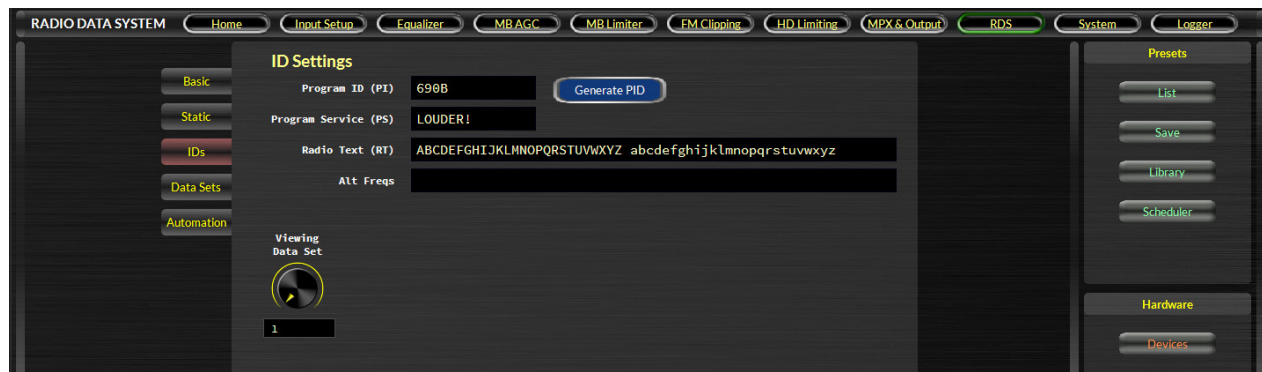 RADIO DATA SYSTEM Home Input Setup Equalizer MB AGC MB Limiter FM Clipping HD Limiting MPX & Output RDS System Logger
Basic
Static
IDs
Data Sets
Automation
ID Settings
Program ID (PI) 690B Generate PID
Program Service (PS) LOUDER!
Radio Text (RT) ABCDEFGHIJKLMNOPQRSTUVWXYZ abcdefghijklmnopqrstuvwxyz
Alt Freqs
Viewing
Data Set
1
Presets
List
Save
Library
Scheduler
Hardware
Devices